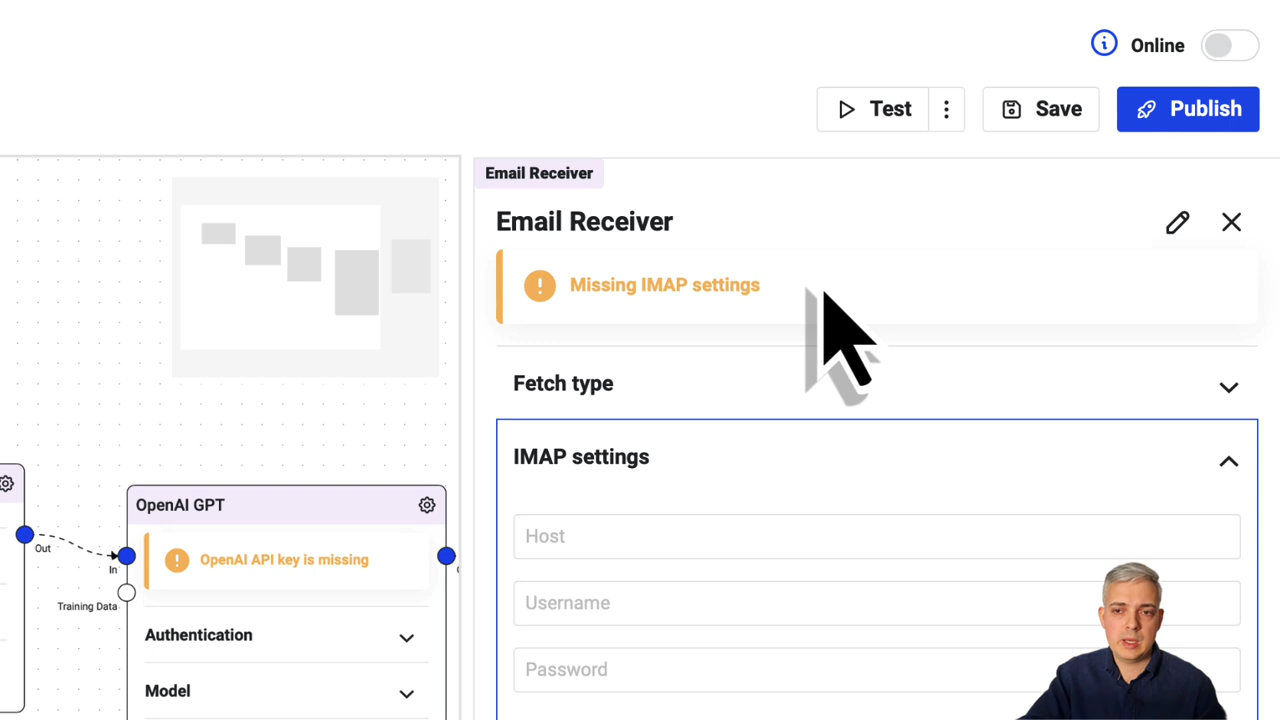 Online
Test
Save
Publish
Email Receiver
Email Receiver
Missing IMAP settings
Fetch type
IMAP settings
Host
Username
Password
Out
In
Training Data
OpenAI GPT
OpenAI API key is missing
Authentication
Model